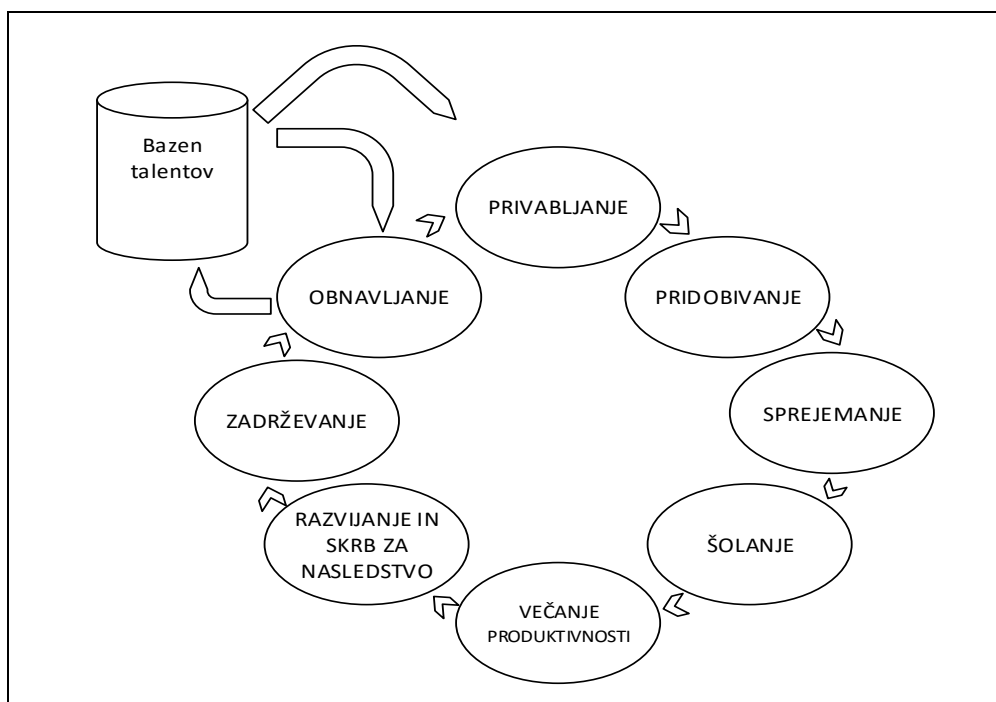 Bazen
talentov
PRIVABLJANJE
PRIDOBIVANJE
SPREJEMANJE
ŠOLANJE
VEČANJE
PRODUKTIVNOSTI
RAZVIJANJE IN
SKRB ZA
NASLEDSTVO
ZADRŽEVANJE
OBNAVLJANJE